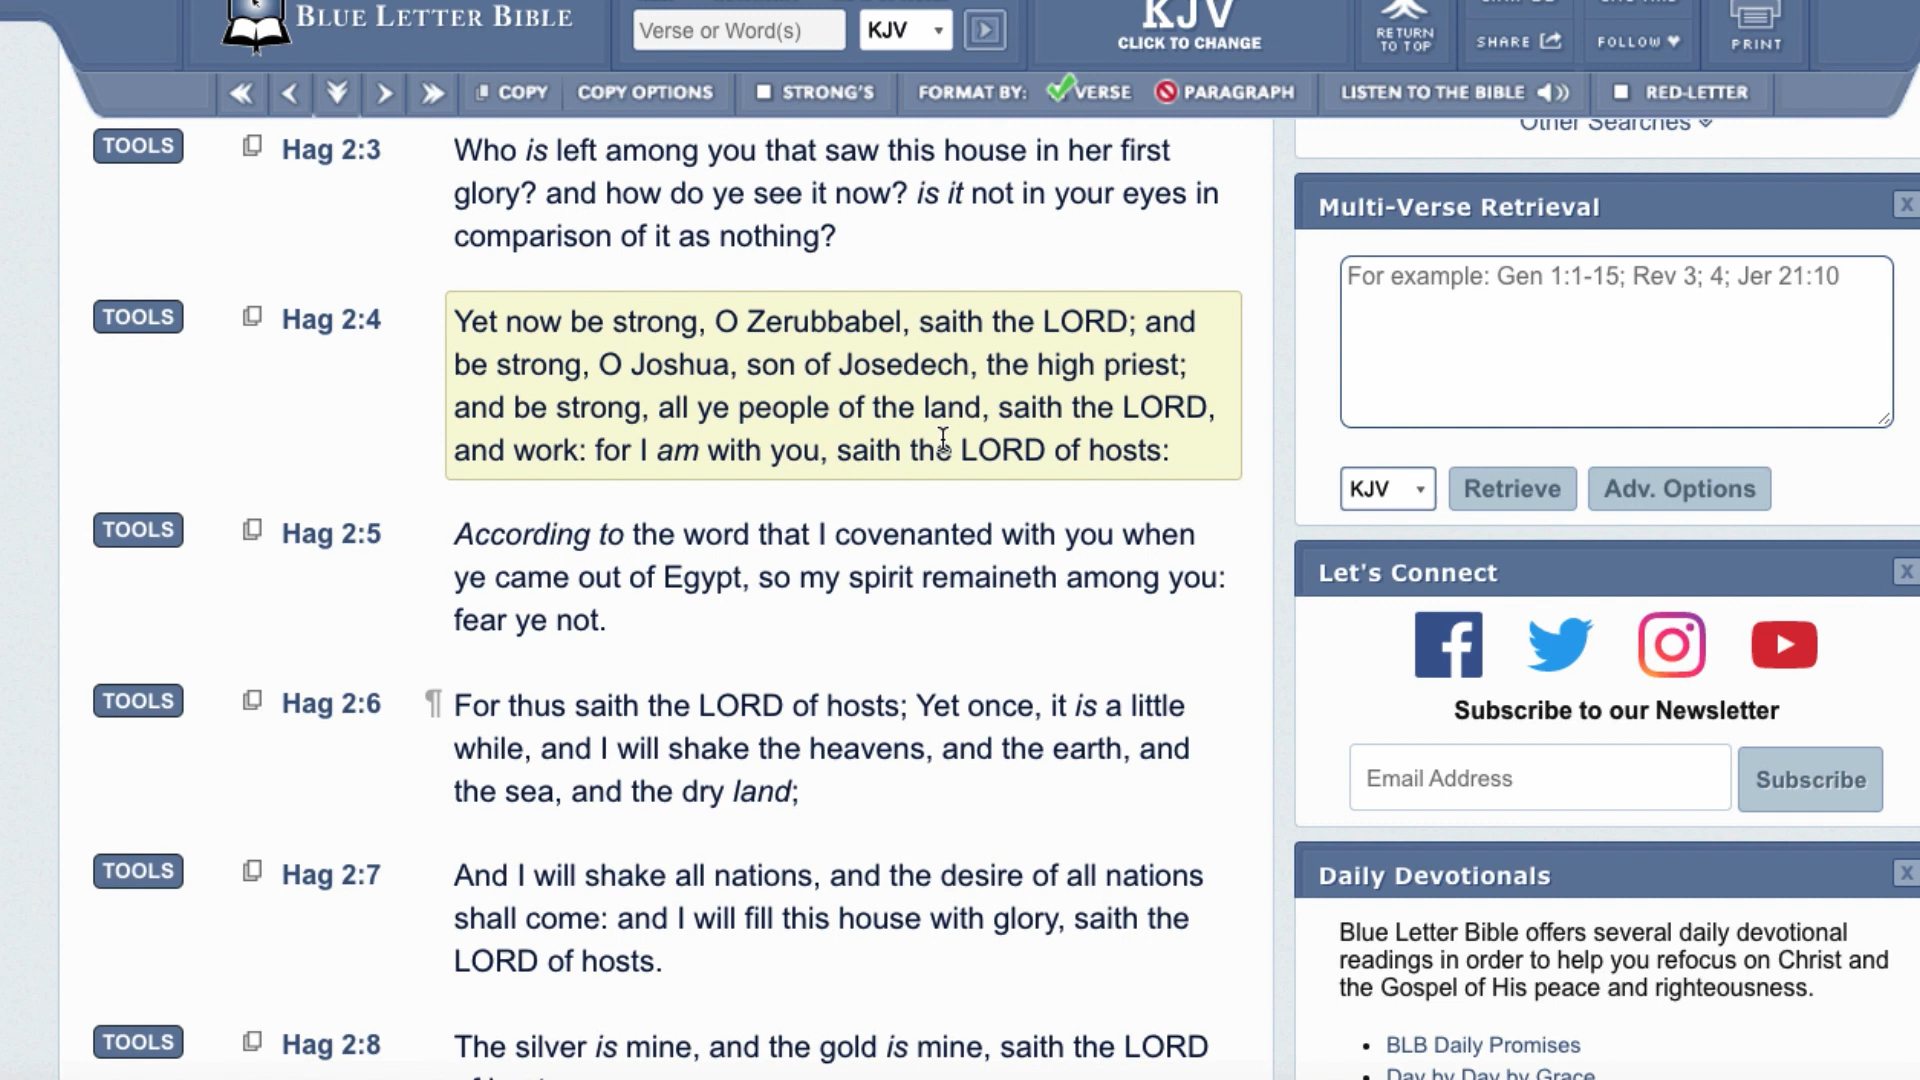 BLUE LETTER BIBLE
Verse or Word(s)
KJV
KJV
CLICK TO CHANGE
RETURN
TO TOP
SHARE
FOLLOW
PRINT
COPY
COPY OPTIONS
STRONG'S
FORMAT BY:
VERSE
PARAGRAPH
LISTEN TO THE BIBLE
RED-LETTER
TOOLS
Hag 2:3
Who is left among you that saw this house in her first
glory? and how do ye see it now? is it not in your eyes in
comparison of it as nothing?
TOOLS
Hag 2:4
Yet now be strong, O Zerubbabel, saith the LORD; and
be strong, O Joshua, son of Josedech, the high priest;
and be strong, all ye people of the land, saith the LORD,
and work: for I am with you, saith the LORD of hosts:
TOOLS
Hag 2:5
According to the word that I covenanted with you when
ye came out of Egypt, so my spirit remaineth among you:
fear ye not.
TOOLS
Hag 2:6
¶ For thus saith the LORD of hosts; Yet once, it is a little
while, and I will shake the heavens, and the earth, and
the sea, and the dry land;
TOOLS
Hag 2:7
And I will shake all nations, and the desire of all nations
shall come: and I will fill this house with glory, saith the
LORD of hosts.
TOOLS
Hag 2:8
The silver is mine, and the gold is mine, saith the LORD
Other Searches
Multi-Verse Retrieval
X
For example: Gen 1:1-15; Rev 3; 4; Jer 21:10
KJV
Retrieve
Adv. Options
Let's Connect
X
Subscribe to our Newsletter
Email Address
Subscribe
Daily Devotionals
X
Blue Letter Bible offers several daily devotional
readings in order to help you refocus on Christ and
the Gospel of His peace and righteousness.
• BLB Daily Promises
• Day by Day by Grace